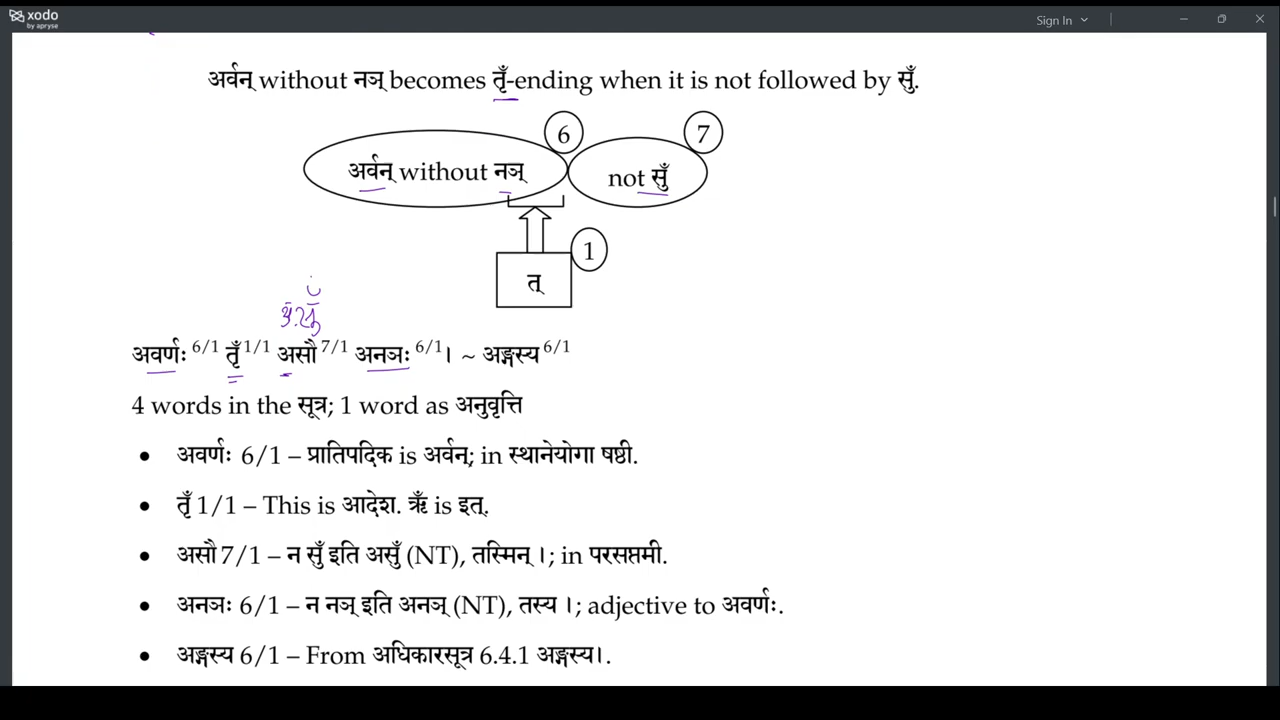 xodo
by apryse
Sign In
अर्वन् without नञ् becomes तृँ-ending when it is not followed by सुँ.
6
7
अर्वन् without नञ्
not सुँ
1
त्
अ.सुँ
अवर्णः 6/1 तृँ 1/1 असौ 7/1 अनञः 6/1। ~ अङ्गस्य 6/1
4 words in the सूत्र; 1 word as अनुवृत्ति
• अवर्णः 6/1 – प्रातिपदिक is अर्वन्; in स्थानेयोगा षष्ठी.
• तृँ 1/1 – This is आदेश. ऋँ is इत्.
• असौ 7/1 – न सुँ इति असुँ (NT), तस्मिन् ।; in परसप्तमी.
• अनञः 6/1 – न नञ् इति अनञ् (NT), तस्य ।; adjective to अवर्णः.
• अङ्गस्य 6/1 – From अधिकारसूत्र 6.4.1 अङ्गस्य।.